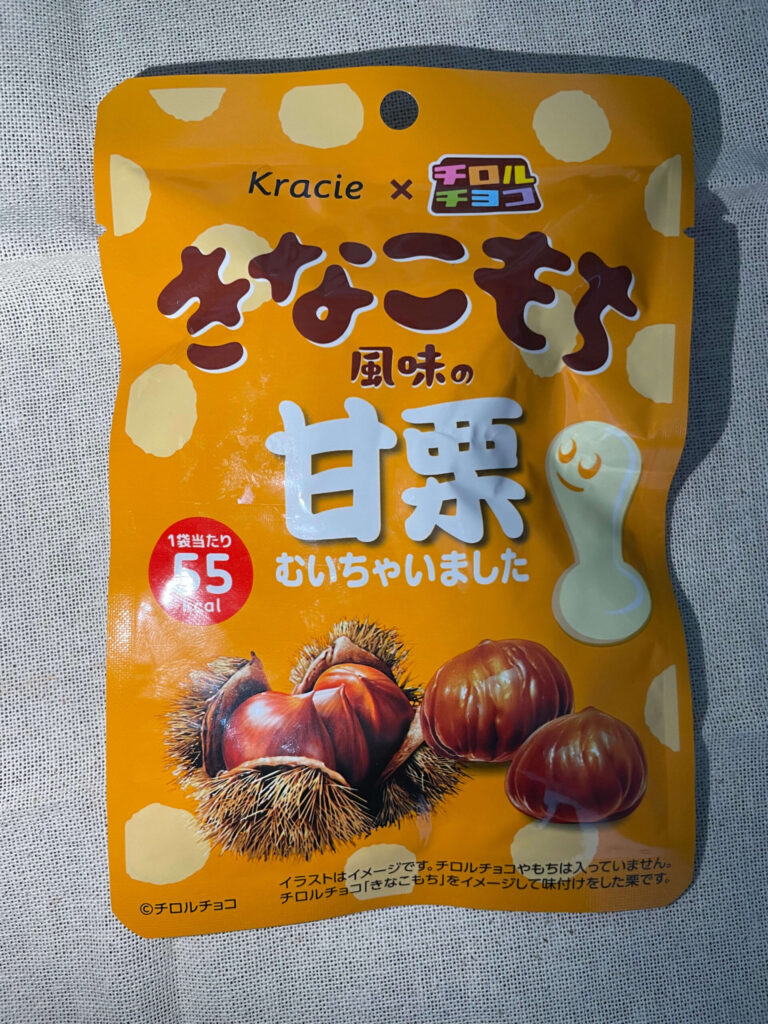 Kracie × チロルチョコ
きなこもち
風味の
甘栗
むいちゃいました
1袋当たり
55
kcal
イラストはイメージです。チロルチョコやもちは入っていません。
チロルチョコ「きなこもち」をイメージして味付けをした栗です。
©チロルチョコ